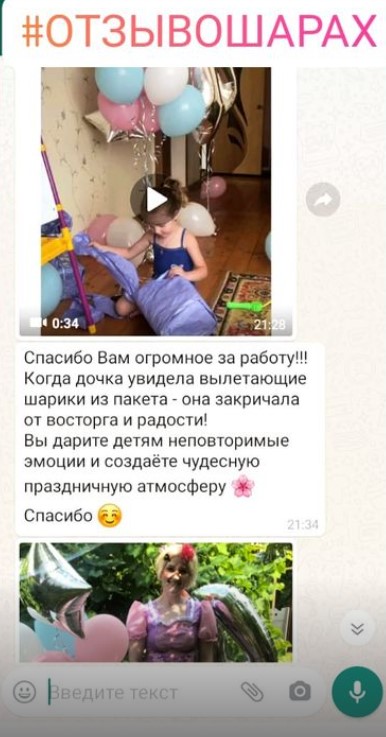 #ОТЗЫВОШАРАХ
0:34
21:28
Спасибо Вам огромное за работу!!!
Когда дочка увидела вылетающие
шарики из пакета - она закричала
от восторга и радости!
Вы дарите детям неповторимые
эмоции и создаёте чудесную
праздничную атмосферу 🌸
Спасибо ☺️
21:34
Введите текст